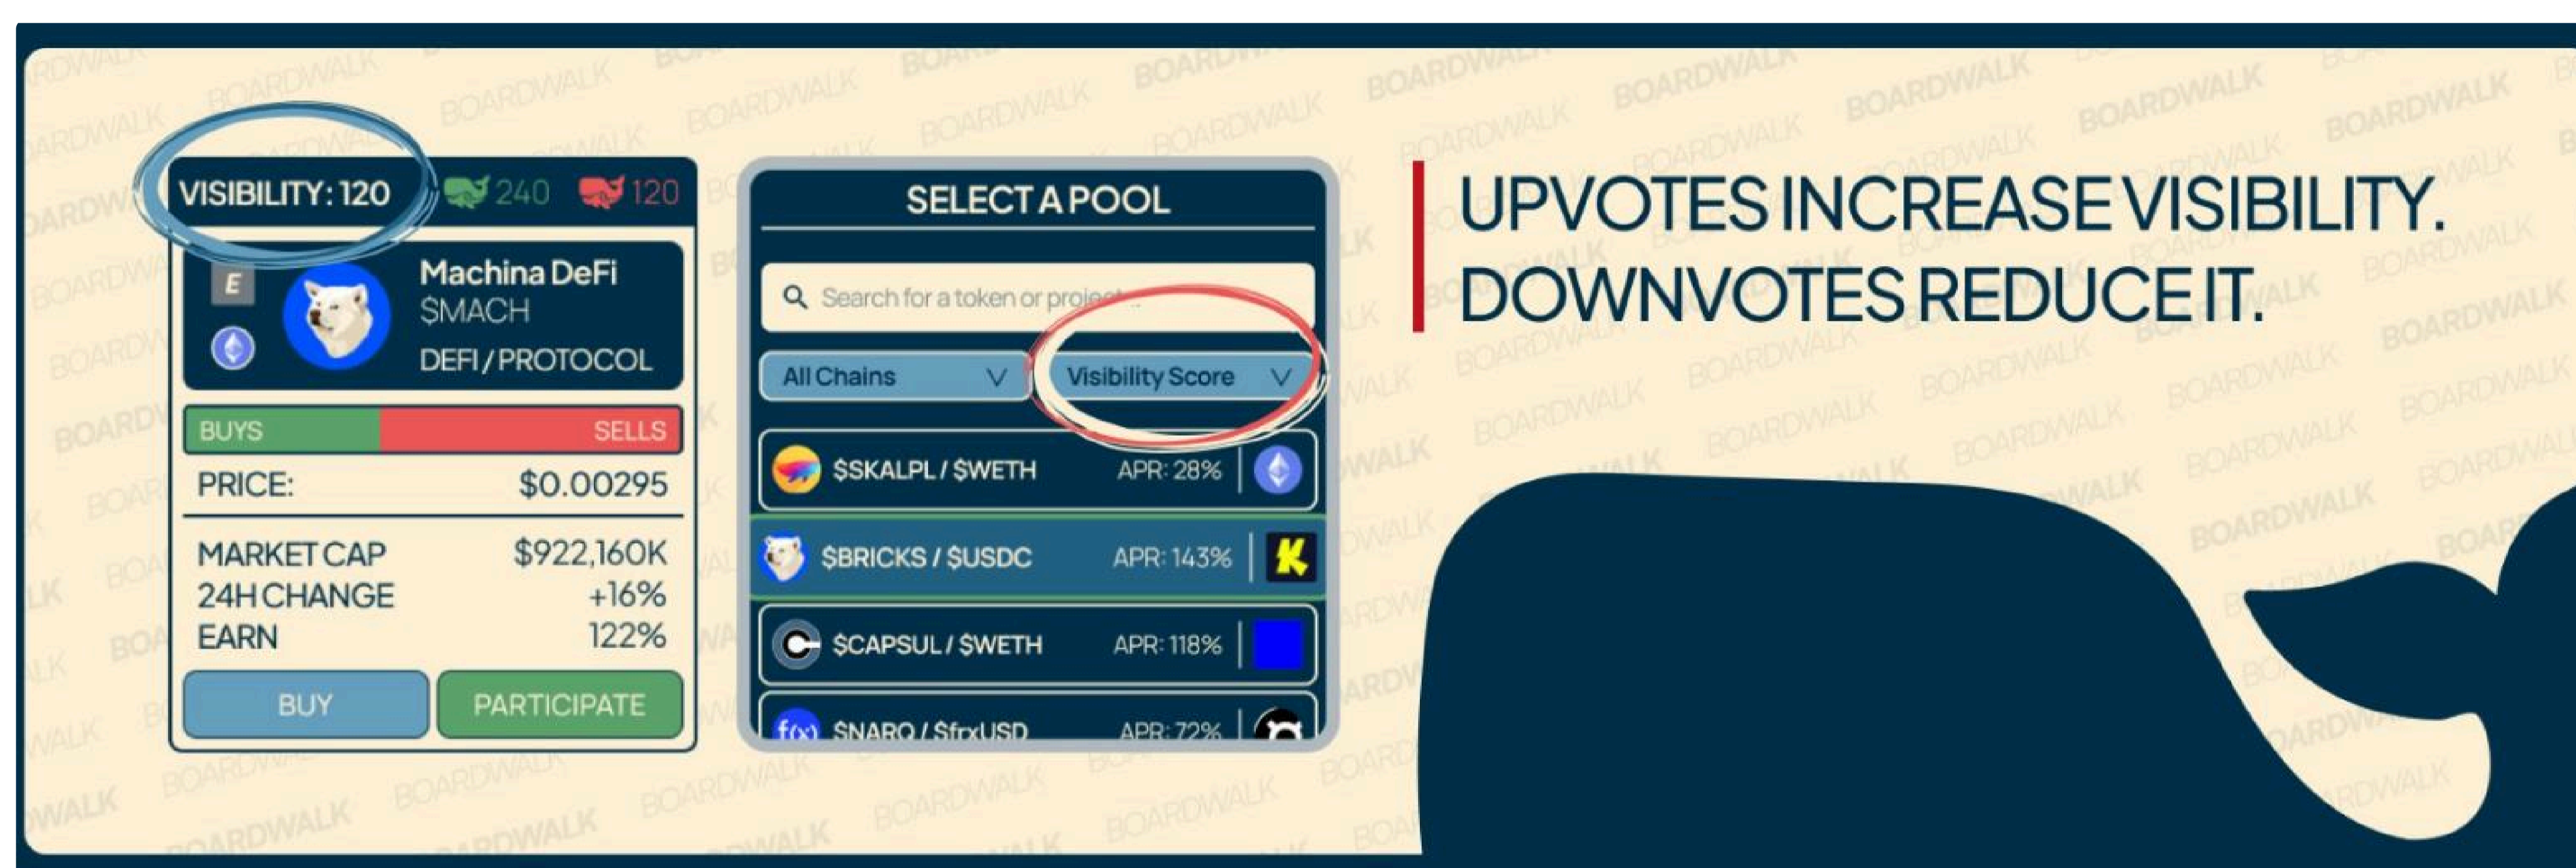 VISIBILITY: 120 240 120
E
Machina DeFi
$MACH
DEFI / PROTOCOL
BUYS SELLS
PRICE: $0.00295
MARKET CAP $922,160K
24H CHANGE +16%
EARN 122%
BUY PARTICIPATE
SELECT A POOL
Search for a token or project...
All Chains Visibility Score
$SKALPL / $WETH APR: 28%
$BRICKS / $USDC APR: 143%
$CAPSUL / $WETH APR: 118%
f(x) $NARQ / $frxUSD APR: 72%
UPVOTES INCREASE VISIBILITY.
DOWNVOTES REDUCE IT.
BOARDWALK